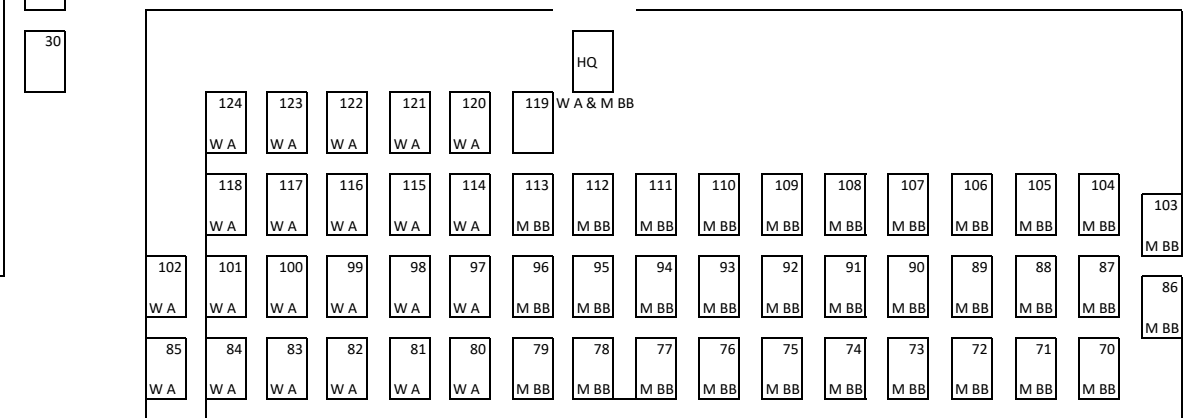 30
HQ
124 123 122 121 120 119 W A & M BB
W A W A W A W A W A
118 117 116 115 114 113 112 111 110 109 108 107 106 105 104
103
W A W A W A W A W A M BB M BB M BB M BB M BB M BB M BB M BB M BB M BB
M BB
102 101 100 99 98 97 96 95 94 93 92 91 90 89 88 87
86
W A W A W A W A W A W A M BB M BB M BB M BB M BB M BB M BB M BB M BB M BB
M BB
85 84 83 82 81 80 79 78 77 76 75 74 73 72 71 70
W A W A W A W A W A W A M BB M BB M BB M BB M BB M BB M BB M BB M BB M BB